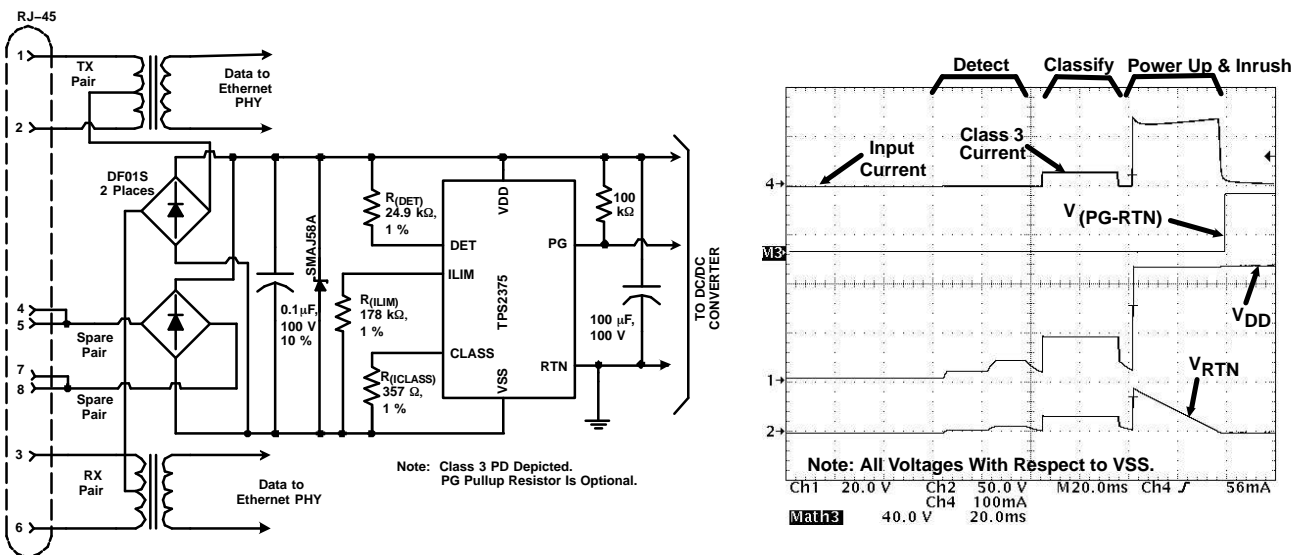 RJ–45
1
TX
Pair
2
Data to
Ethernet
PHY
DF01S
2 Places
R(DET)
24.9 kΩ,
1 %
VDD
100
kΩ
DET
PG
ILIM
SMAJ58A
TPS2375
R(ILIM)
178 kΩ,
1 %
0.1 μF,
100 V
10 %
100 μF,
100 V
TO DC/DC
CONVERTER
4
5
Spare
Pair
7
8
Spare
Pair
CLASS
R(ICLASS)
357 Ω,
1 %
VSS
RTN
3
RX
Pair
6
Data to
Ethernet PHY
Note: Class 3 PD Depicted.
PG Pullup Resistor Is Optional.
Detect
Classify
Power Up & Inrush
Input
Current
Class 3
Current
4
V(PG-RTN)
M3
VDD
1
VRTN
2
Note: All Voltages With Respect to VSS.
Ch1 20.0 V Ch2 50.0 V M20.0ms Ch4 56mA
Ch4 100mA
Math3 40.0 V 20.0ms